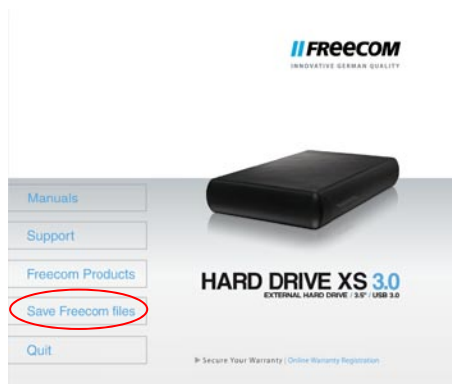 FREECOM
INNOVATIVE GERMAN QUALITY
Manuals
Support
Freecom Products
Save Freecom files
Quit
HARD DRIVE XS 3.0
EXTERNAL HARD DRIVE / 3.5" / USB 3.0
Secure Your Warranty | Online Warranty Registration